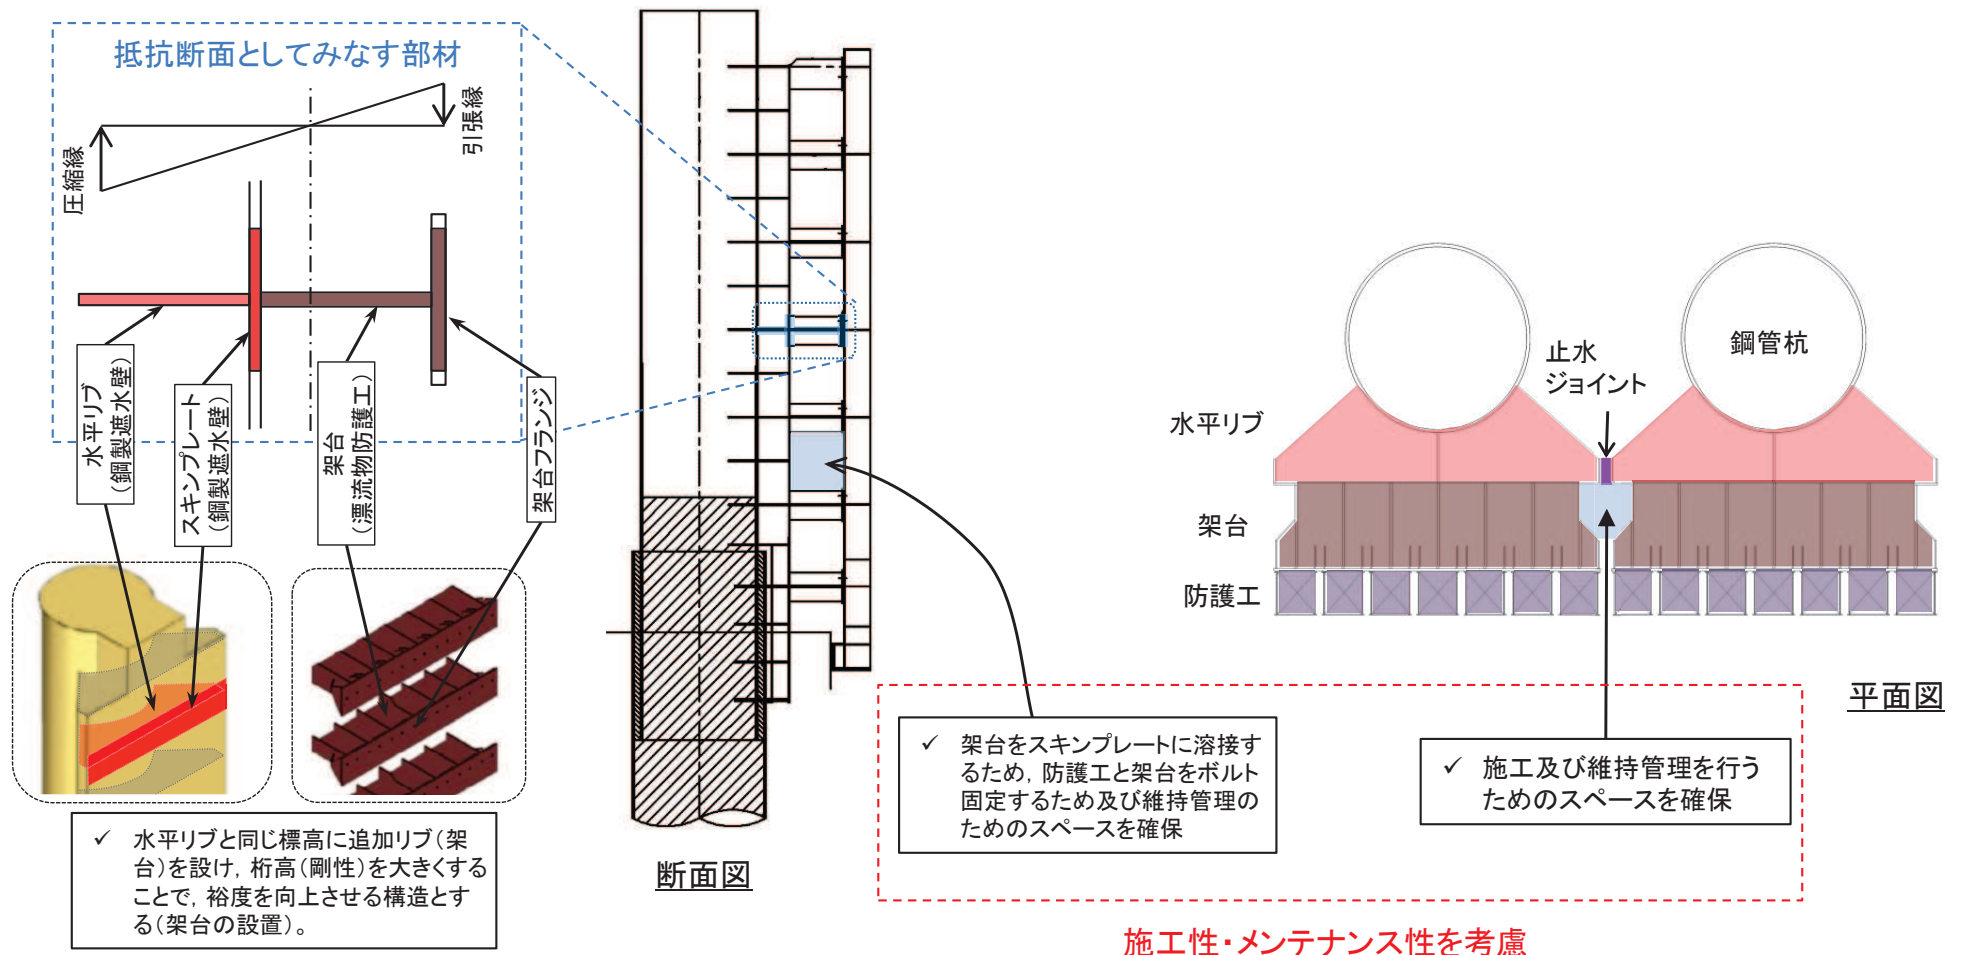 抵抗断面としてみなす部材
圧縮縁
引張縁
水平リブ
(鋼製遮水壁)
スキンプレート
(鋼製遮水壁)
架台
(漂流物防護工)
架台フランジ
✓ 水平リブと同じ標高に追加リブ(架
台)を設け,桁高(剛性)を大きくする
ことで,裕度を向上させる構造とす
る(架台の設置)。
断面図
✓ 架台をスキンプレートに溶接す
るため,防護工と架台をボルト
固定するため及び維持管理の
ためのスペースを確保
鋼管杭
止水
ジョイント
水平リブ
架台
防護工
平面図
✓ 施工及び維持管理を行う
ためのスペースを確保
施工性・メンテナンス性を考慮